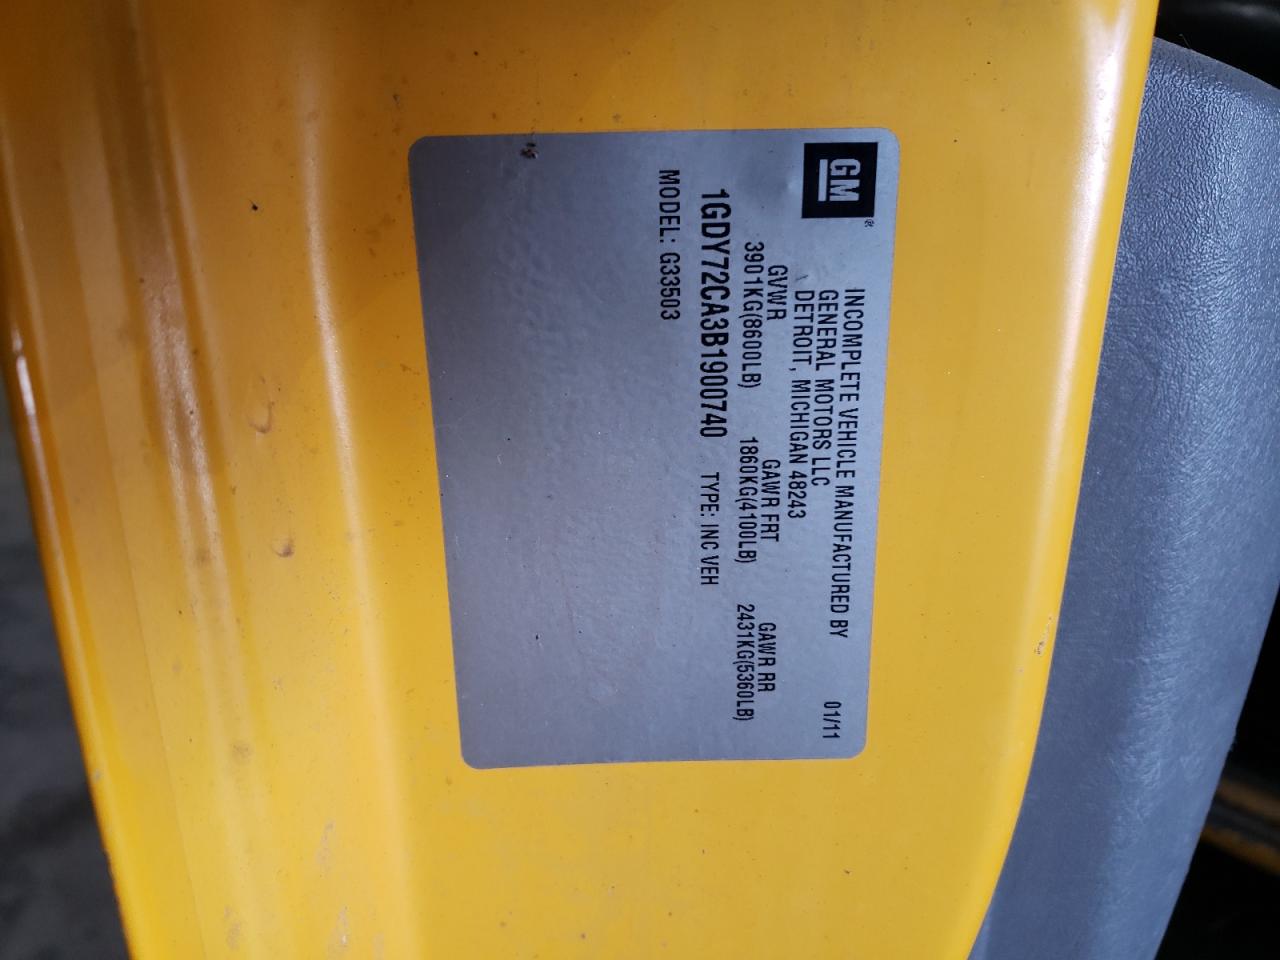 GM®
INCOMPLETE VEHICLE MANUFACTURED BY 01/11
GENERAL MOTORS LLC
DETROIT, MICHIGAN 48243
GVWR GAWR FRT GAWR RR
3901KG(8600LB) 1860KG(4100LB) 2431KG(5360LB)
1GDY72CA3B1900740 TYPE: INC VEH
MODEL: G33503